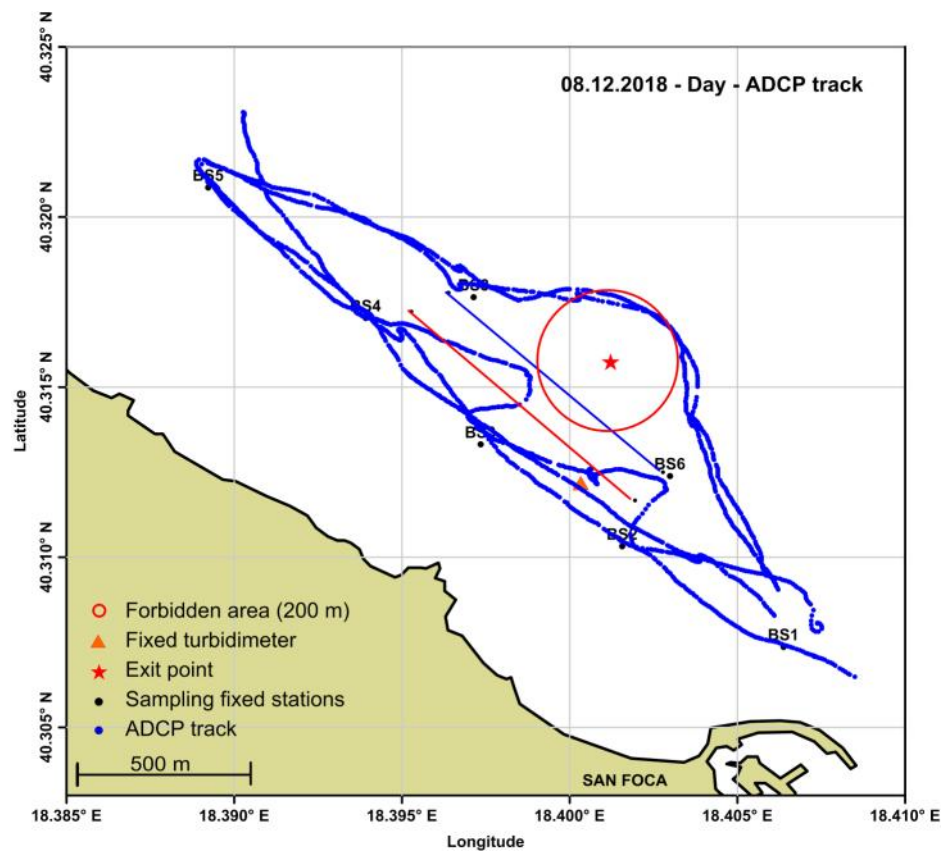 40.325° N
08.12.2018 - Day - ADCP track
BS5
40.320° N
BS4
40.315° N
Latitude
BS6
BS2
40.310° N
Forbidden area (200 m)
Fixed turbidimeter
Exit point
BS1
Sampling fixed stations
ADCP track
40.305° N
500 m
SAN FOCA
18.385° E 18.390° E 18.395° E 18.400° E 18.405° E 18.410° E
Longitude